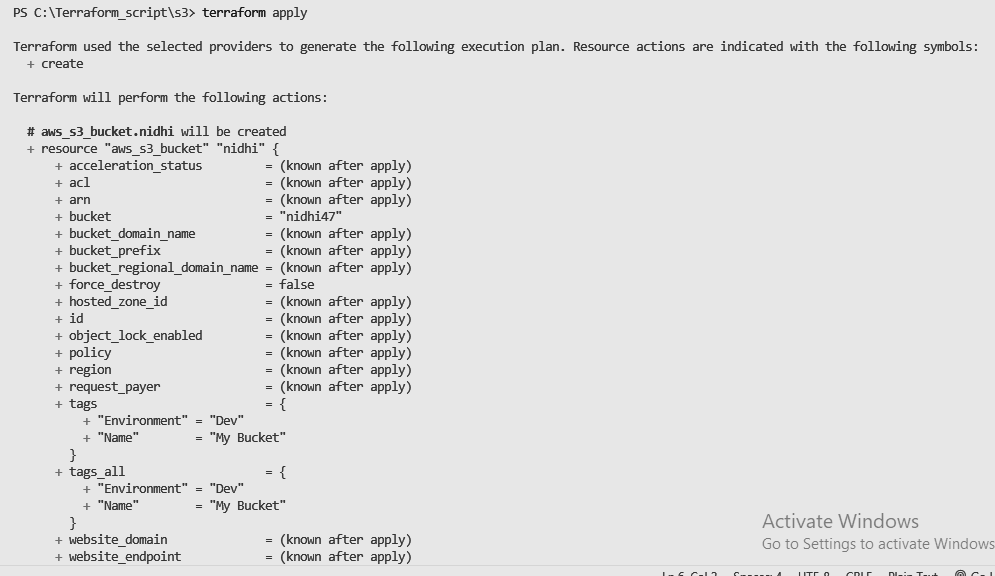 PS C:\Terraform_script\s3> terraform apply
Terraform used the selected providers to generate the following execution plan. Resource actions are indicated with the following symbols:
+ create
Terraform will perform the following actions:
# aws_s3_bucket.nidhi will be created
+ resource "aws_s3_bucket" "nidhi" {
+ acceleration_status = (known after apply)
+ acl = (known after apply)
+ arn = (known after apply)
+ bucket = "nidhi47"
+ bucket_domain_name = (known after apply)
+ bucket_prefix = (known after apply)
+ bucket_regional_domain_name = (known after apply)
+ force_destroy = false
+ hosted_zone_id = (known after apply)
+ id = (known after apply)
+ object_lock_enabled = (known after apply)
+ policy = (known after apply)
+ region = (known after apply)
+ request_payer = (known after apply)
+ tags = {
+ "Environment" = "Dev"
+ "Name" = "My Bucket"
}
+ tags_all = {
+ "Environment" = "Dev"
+ "Name" = "My Bucket"
}
+ website_domain = (known after apply)
+ website_endpoint = (known after apply)
Activate Windows
Go to Settings to activate Windows